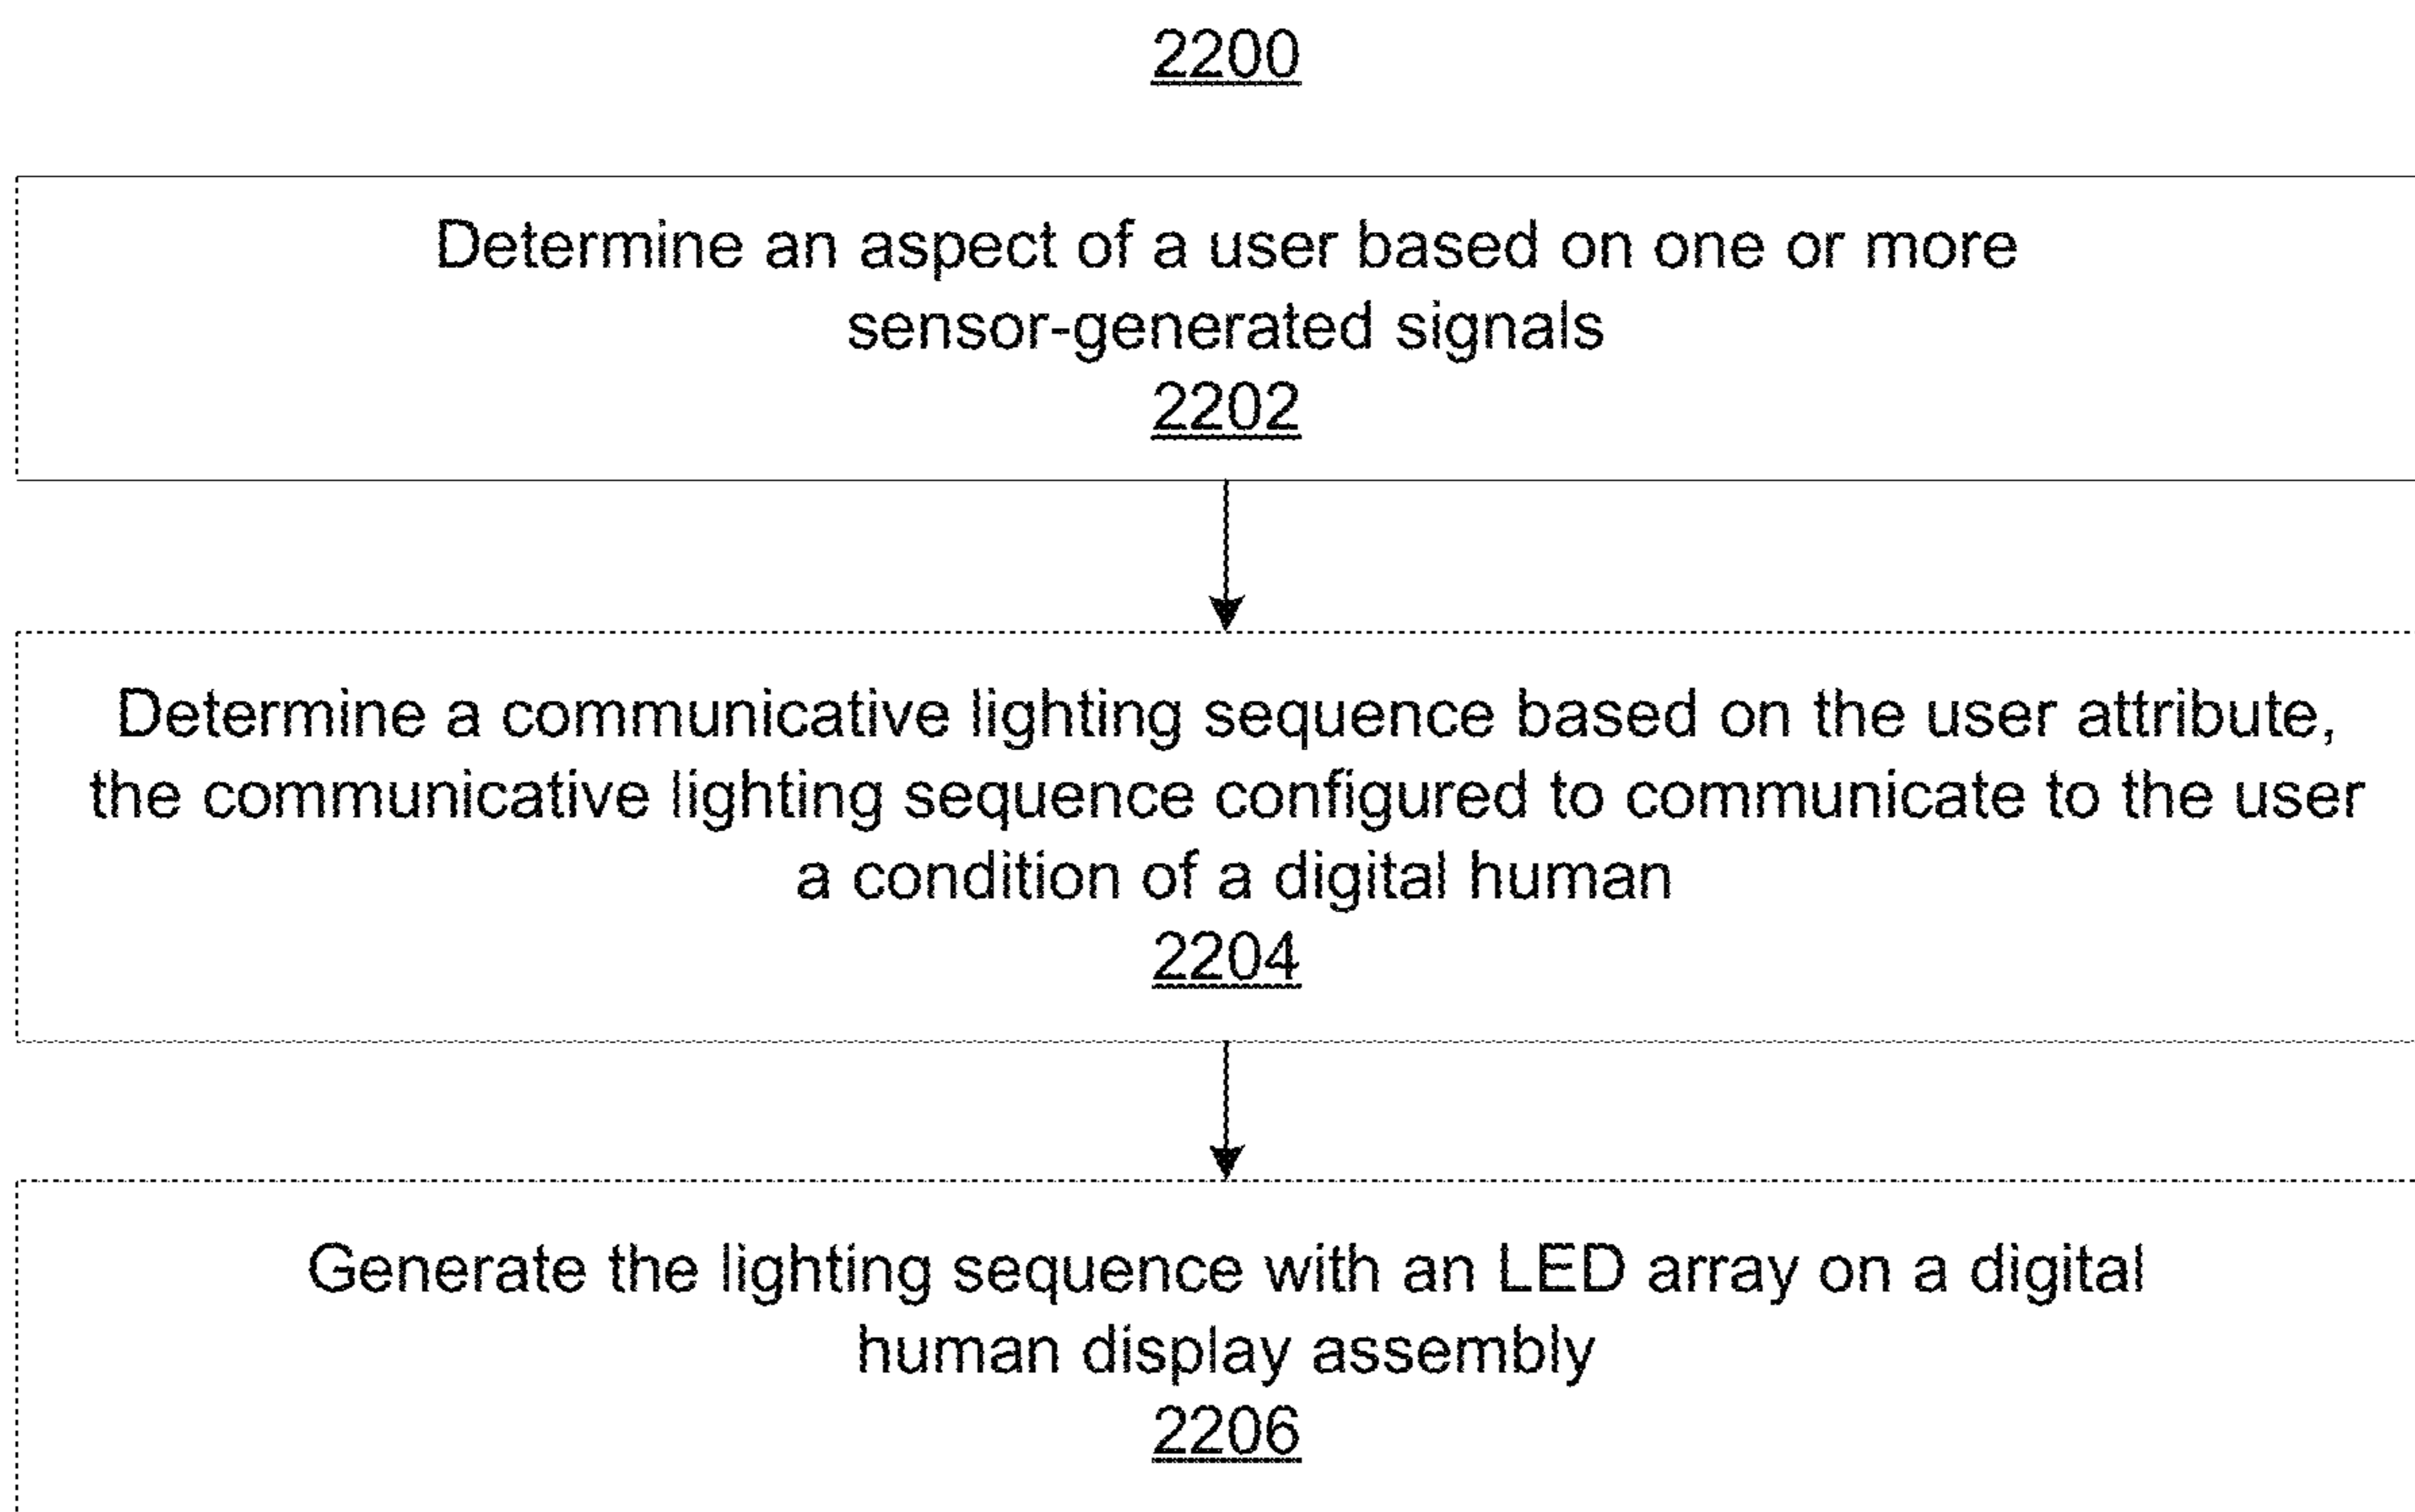 2200
Determine an aspect of a user based on one or more
sensor-generated signals
2202
Determine a communicative lighting sequence based on the user attribute,
the communicative lighting sequence configured to communicate to the user
a condition of a digital human
2204
Generate the lighting sequence with an LED array on a digital
human display assembly
2206